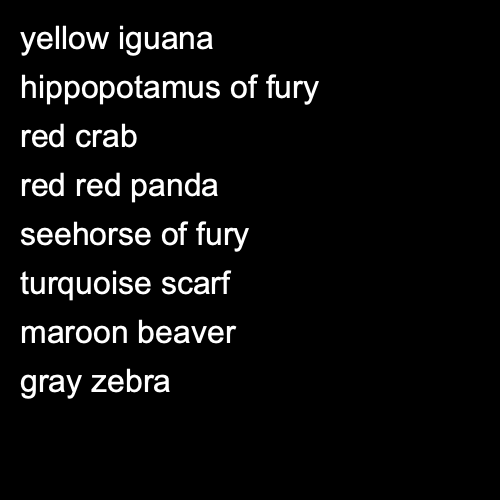 yellow iguana
hippopotamus of fury
red crab
red red panda
seehorse of fury
turquoise scarf
maroon beaver
gray zebra